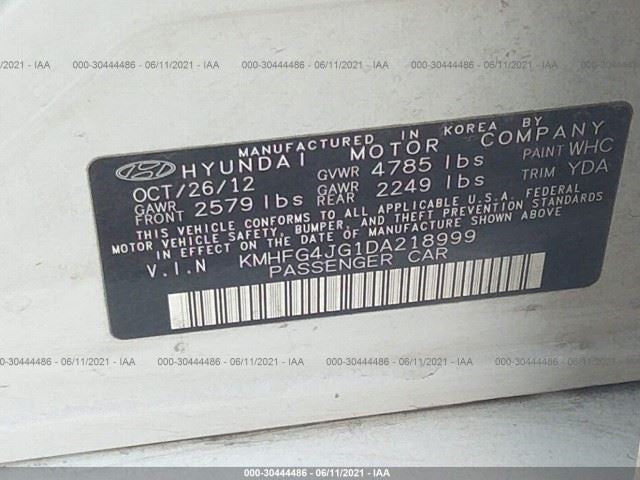 06/11/2021 - IAA 000-30444486 - 06/11/2021 - IAA 000-30444486 - 06/11/2021 - IAA 000-30444486
MANUFACTURED IN KOREA BY
HYUNDAI MOTOR COMPANY
OCT/26/12 GVWR 4785 lbs PAINT WHC
GAWR FRONT 2579 lbs GAWR REAR 2249 lbs TRIM YDA
THIS VEHICLE CONFORMS TO ALL APPLICABLE FEDERAL
MOTOR VEHICLE SAFETY, BUMPER, AND THEFT PREVENTION STANDARDS
IN EFFECT ON THE DATE OF MANUFACTURE SHOWN ABOVE.
V.I.N KMHFG4JG1DA218999
PASSENGER CAR
000-30444486 - 06/11/2021 - IAA 000-30444486 - 06/11/2021 - IAA 000-30444486
000-30444486 - 06/11/2021 - IAA